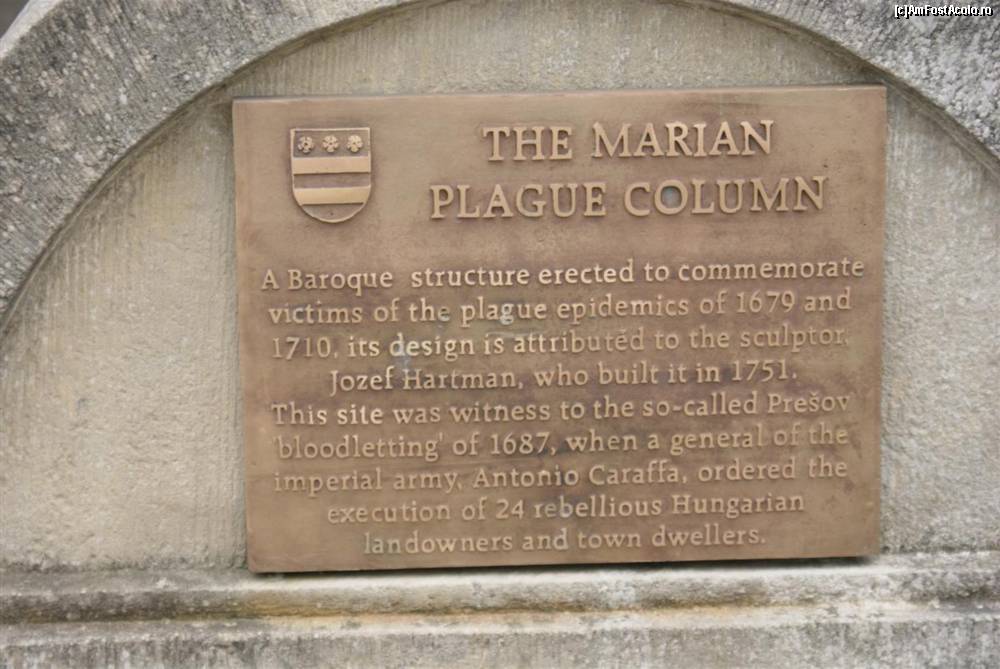 [c]AmFostAcolo.ro
THE MARIAN
PLAGUE COLUMN
A Baroque structure erected to commemorate
victims of the plague epidemics of 1679 and
1710, its design is attributed to the sculptor,
Jozef Hartman, who built it in 1751.
This site was witness to the so-called Prešov
'bloodletting' of 1687, when a general of the
imperial army, Antonio Caraffa, ordered the
execution of 24 rebellious Hungarian
landowners and town dwellers.